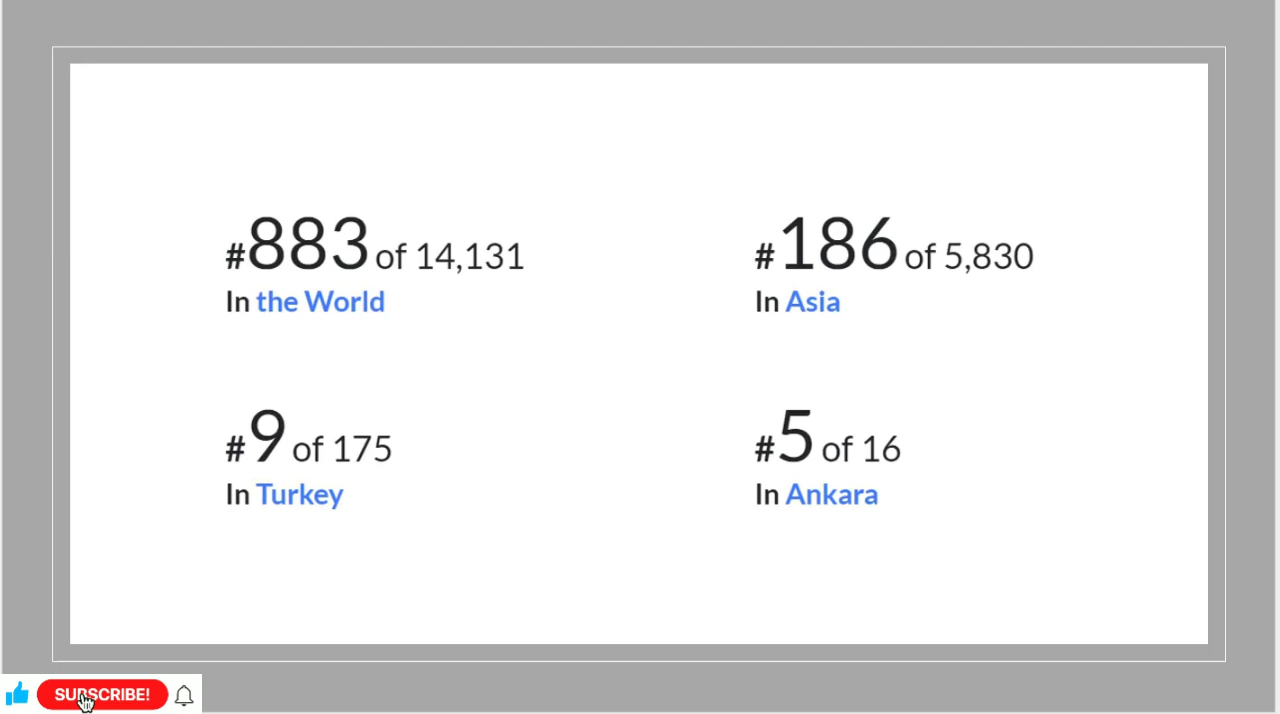 #883 of 14,131
In the World
#186 of 5,830
In Asia
#9 of 175
In Turkey
#5 of 16
In Ankara
SUBSCRIBE!